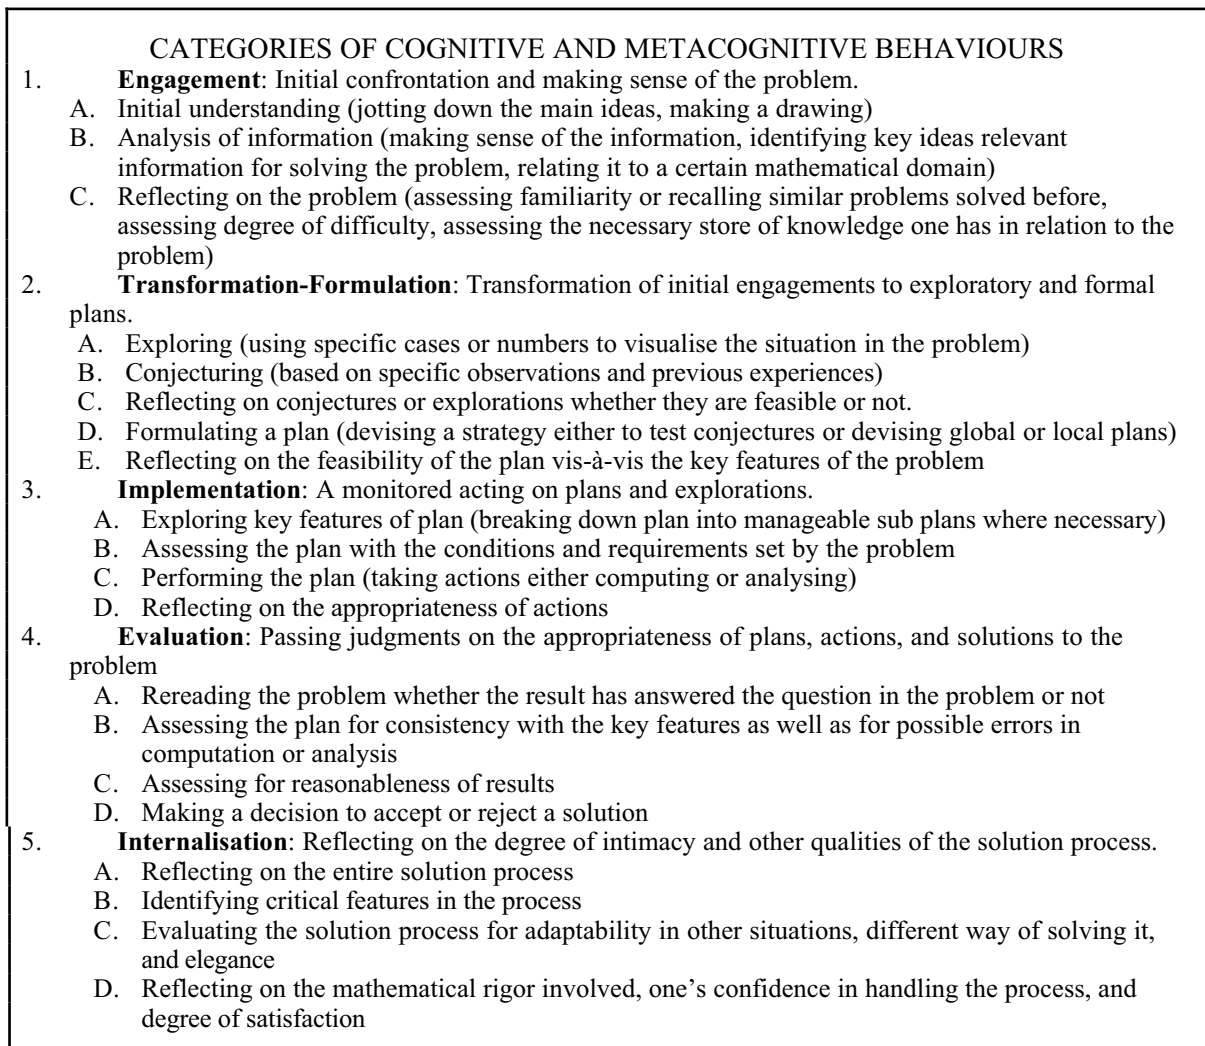 CATEGORIES OF COGNITIVE AND METACOGNITIVE BEHAVIOURS
1. Engagement: Initial confrontation and making sense of the problem.
A. Initial understanding (jotting down the main ideas, making a drawing)
B. Analysis of information (making sense of the information, identifying key ideas relevant
information for solving the problem, relating it to a certain mathematical domain)
C. Reflecting on the problem (assessing familiarity or recalling similar problems solved before,
assessing degree of difficulty, assessing the necessary store of knowledge one has in relation to the
problem)
2. Transformation-Formulation: Transformation of initial engagements to exploratory and formal
plans.
A. Exploring (using specific cases or numbers to visualise the situation in the problem)
B. Conjecturing (based on specific observations and previous experiences)
C. Reflecting on conjectures or explorations whether they are feasible or not.
D. Formulating a plan (devising a strategy either to test conjectures or devising global or local plans)
E. Reflecting on the feasibility of the plan vis-à-vis the key features of the problem
3. Implementation: A monitored acting on plans and explorations.
A. Exploring key features of plan (breaking down plan into manageable sub plans where necessary)
B. Assessing the plan with the conditions and requirements set by the problem
C. Performing the plan (taking actions either computing or analysing)
D. Reflecting on the appropriateness of actions
4. Evaluation: Passing judgments on the appropriateness of plans, actions, and solutions to the
problem
A. Rereading the problem whether the result has answered the question in the problem or not
B. Assessing the plan for consistency with the key features as well as for possible errors in
computation or analysis
C. Assessing for reasonableness of results
D. Making a decision to accept or reject a solution
5. Internalisation: Reflecting on the degree of intimacy and other qualities of the solution process.
A. Reflecting on the entire solution process
B. Identifying critical features in the process
C. Evaluating the solution process for adaptability in other situations, different way of solving it,
and elegance
D. Reflecting on the mathematical rigor involved, one's confidence in handling the process, and
degree of satisfaction